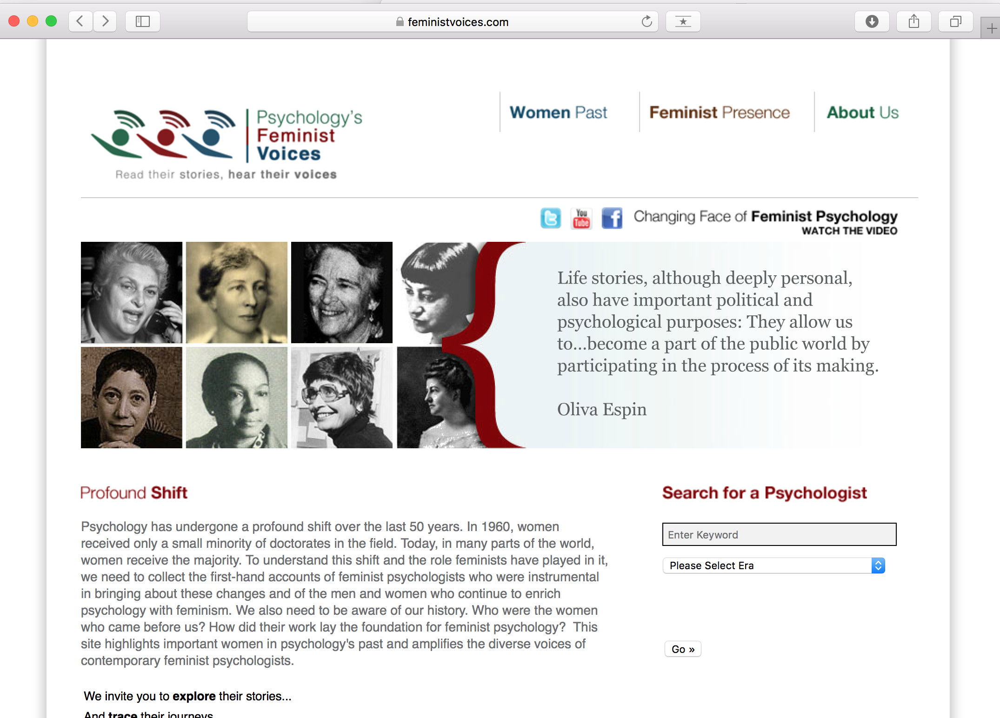 feministvoices.com
Psychology's
Feminist
Voices
Read their stories, hear their voices
Women Past
Feminist Presence
About Us
You
Tube
f
Changing Face of Feminist Psychology
WATCH THE VIDEO
Life stories, although deeply personal,
also have important political and
psychological purposes: They allow us
to...become a part of the public world by
participating in the process of its making.
Oliva Espin
Profound Shift
Psychology has undergone a profound shift over the last 50 years. In 1960, women
received only a small minority of doctorates in the field. Today, in many parts of the world,
women receive the majority. To understand this shift and the role feminists have played in it,
we need to collect the first-hand accounts of feminist psychologists who were instrumental
in bringing about these changes and of the men and women who continue to enrich
psychology with feminism. We also need to be aware of our history. Who were the women
who came before us? How did their work lay the foundation for feminist psychology?  This
site highlights important women in psychology's past and amplifies the diverse voices of
contemporary feminist psychologists.
We invite you to explore their stories...
And trace their journeys
Search for a Psychologist
Enter Keyword
Please Select Era
Go »